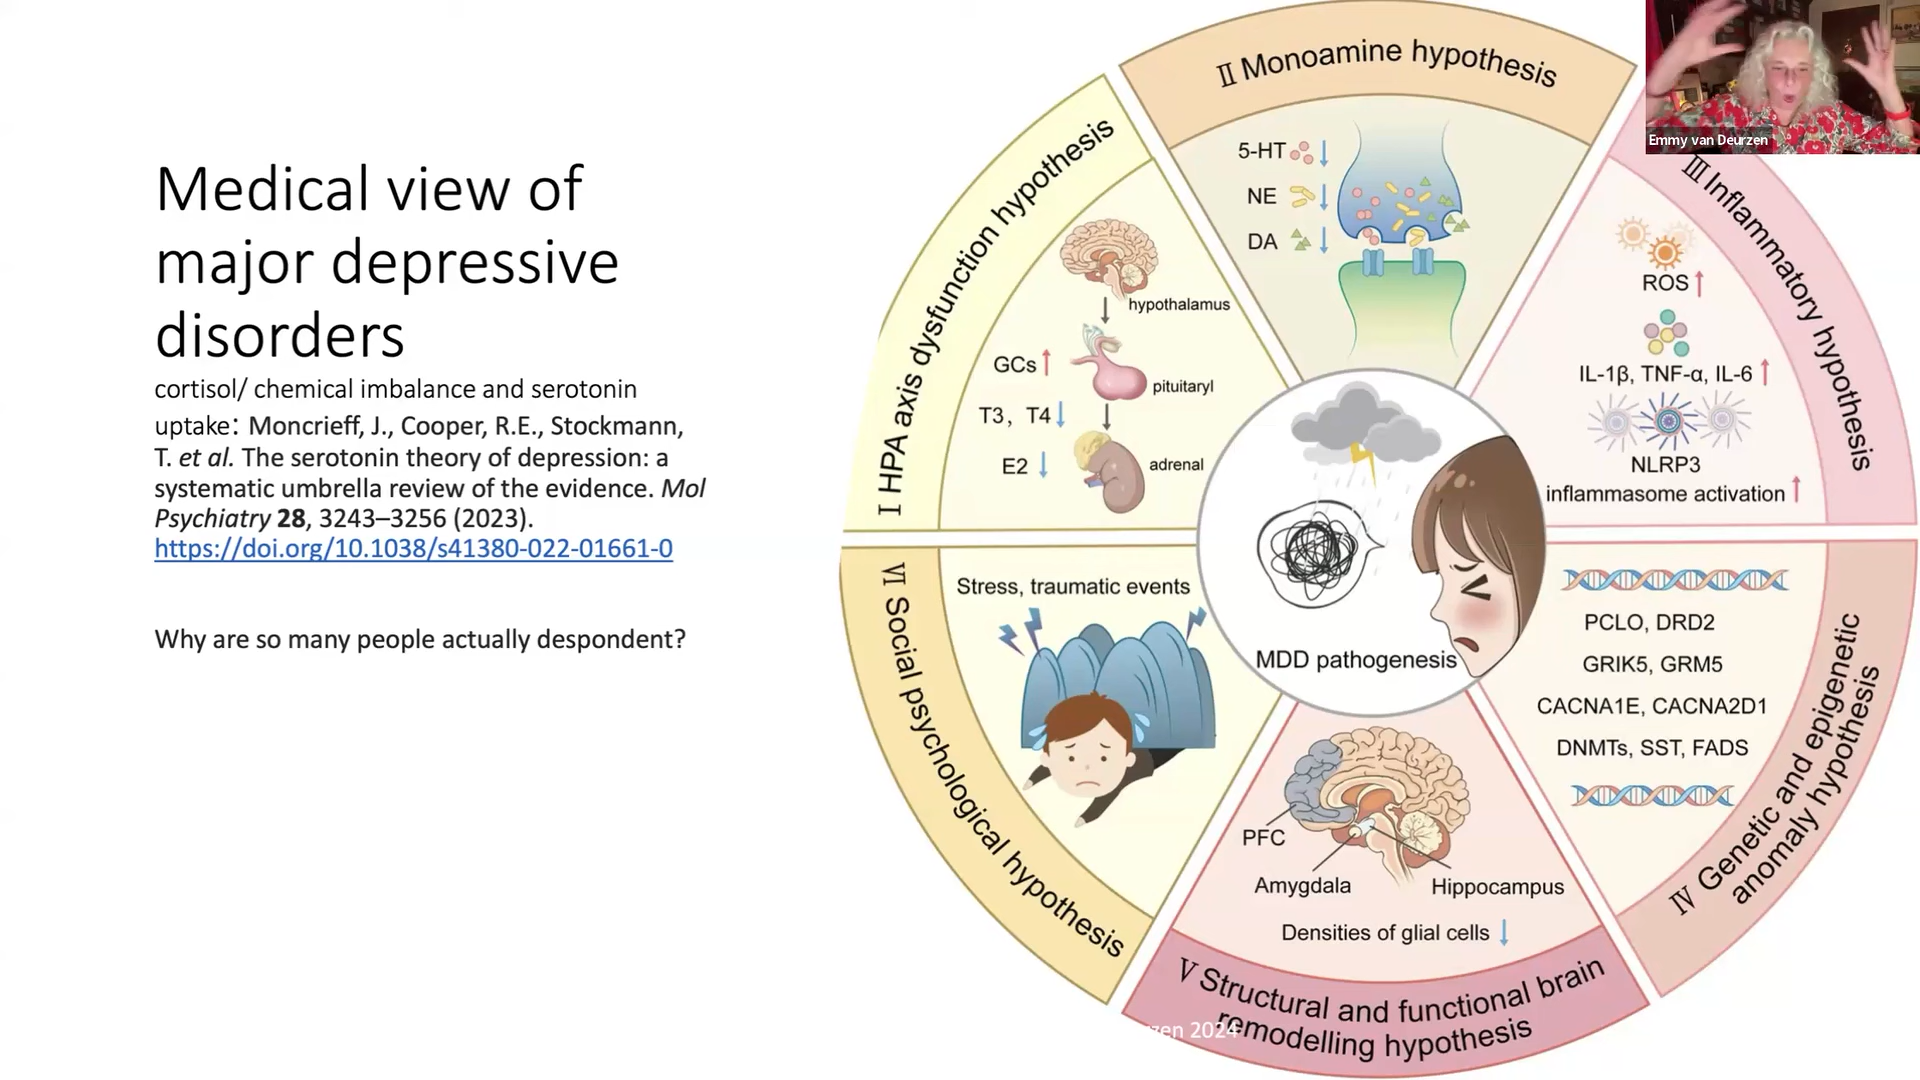 Medical view of
major depressive
disorders
cortisol/ chemical imbalance and serotonin
uptake: Moncrieff, J., Cooper, R.E., Stockmann,
T. et al. The serotonin theory of depression: a
systematic umbrella review of the evidence. Mol
Psychiatry 28, 3243–3256 (2023).
https://doi.org/10.1038/s41380-022-01661-0
Why are so many people actually despondent?
I HPA axis dysfunction hypothesis
hypothalamus
GCs ↑
pituitaryl
T3, T4 ↓
E2 ↓
adrenal
II Monoamine hypothesis
5-HT ↓
NE ↓
DA ↓
Emmy van Deurzen
III Inflammatory hypothesis
ROS ↑
IL-1β, TNF-α, IL-6 ↑
NLRP3
inflammasome activation ↑
MDD pathogenesis
IV Genetic and epigenetic
anomaly hypothesis
PCLO, DRD2
GRIK5, GRM5
CACNA1E, CACNA2D1
DNMTs, SST, FADS
V Structural and functional brain
remodelling hypothesis
PFC
Amygdala
Hippocampus
Densities of glial cells ↓
VI Social psychological hypothesis
Stress, traumatic events
2024